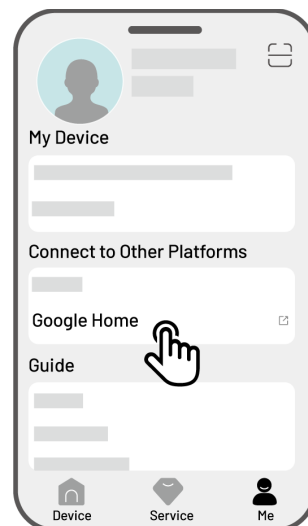 My Device
Connect to Other Platforms
Google Home
Guide
Device Service Me